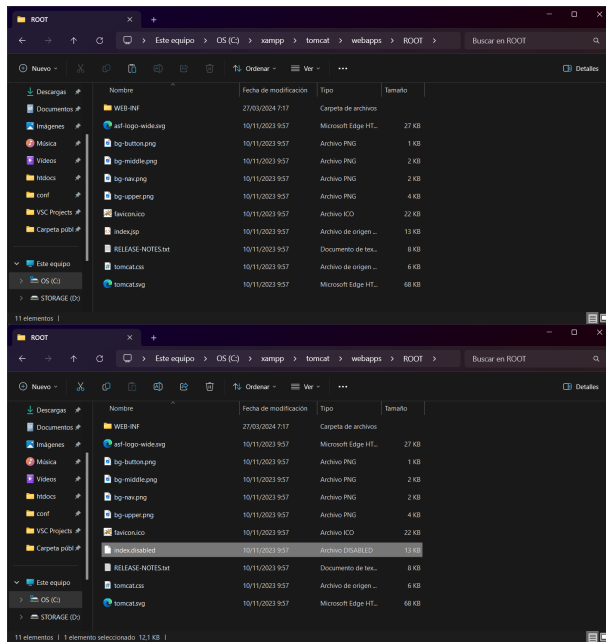 ROOT
Este equipo > OS (C:) > xampp > tomcat > webapps > ROOT > Buscar en ROOT
Nuevo Ordenar Ver ... Detalles
Nombre Fecha de modificación Tipo Tamaño
Descargas WEB-INF 27/03/2024 7:17 Carpeta de archivos
Documentos asf-logo-wide.svg 10/11/2023 9:57 Microsoft Edge HT... 27 KB
Imágenes bg-button.png 10/11/2023 9:57 Archivo PNG 1 KB
Música bg-middle.png 10/11/2023 9:57 Archivo PNG 2 KB
Vídeos bg-nav.png 10/11/2023 9:57 Archivo PNG 2 KB
htdocs bg-upper.png 10/11/2023 9:57 Archivo PNG 4 KB
conf favicon.ico 10/11/2023 9:57 Archivo ICO 22 KB
VSC Projects index.jsp 10/11/2023 9:57 Archivo de origen ... 13 KB
Carpeta públ RELEASE-NOTES.txt 10/11/2023 9:57 Documento de tex... 8 KB
Este equipo tomcat.css 10/11/2023 9:57 Archivo de origen ... 6 KB
OS (C:) tomcat.svg 10/11/2023 9:57 Microsoft Edge HT... 68 KB
STORAGE (D:)
11 elementos
ROOT
Este equipo > OS (C:) > xampp > tomcat > webapps > ROOT > Buscar en ROOT
Nuevo Ordenar Ver ... Detalles
Nombre Fecha de modificación Tipo Tamaño
Descargas WEB-INF 27/03/2024 7:17 Carpeta de archivos
Documentos asf-logo-wide.svg 10/11/2023 9:57 Microsoft Edge HT... 27 KB
Imágenes bg-button.png 10/11/2023 9:57 Archivo PNG 1 KB
Música bg-middle.png 10/11/2023 9:57 Archivo PNG 2 KB
Vídeos bg-nav.png 10/11/2023 9:57 Archivo PNG 2 KB
htdocs bg-upper.png 10/11/2023 9:57 Archivo PNG 4 KB
conf favicon.ico 10/11/2023 9:57 Archivo ICO 22 KB
VSC Projects index.disabled 10/11/2023 9:57 Archivo DISABLED 13 KB
Carpeta públ RELEASE-NOTES.txt 10/11/2023 9:57 Documento de tex... 8 KB
Este equipo tomcat.css 10/11/2023 9:57 Archivo de origen ... 6 KB
OS (C:) tomcat.svg 10/11/2023 9:57 Microsoft Edge HT... 68 KB
STORAGE (D:)
11 elementos | 1 elemento seleccionado 12,1 KB